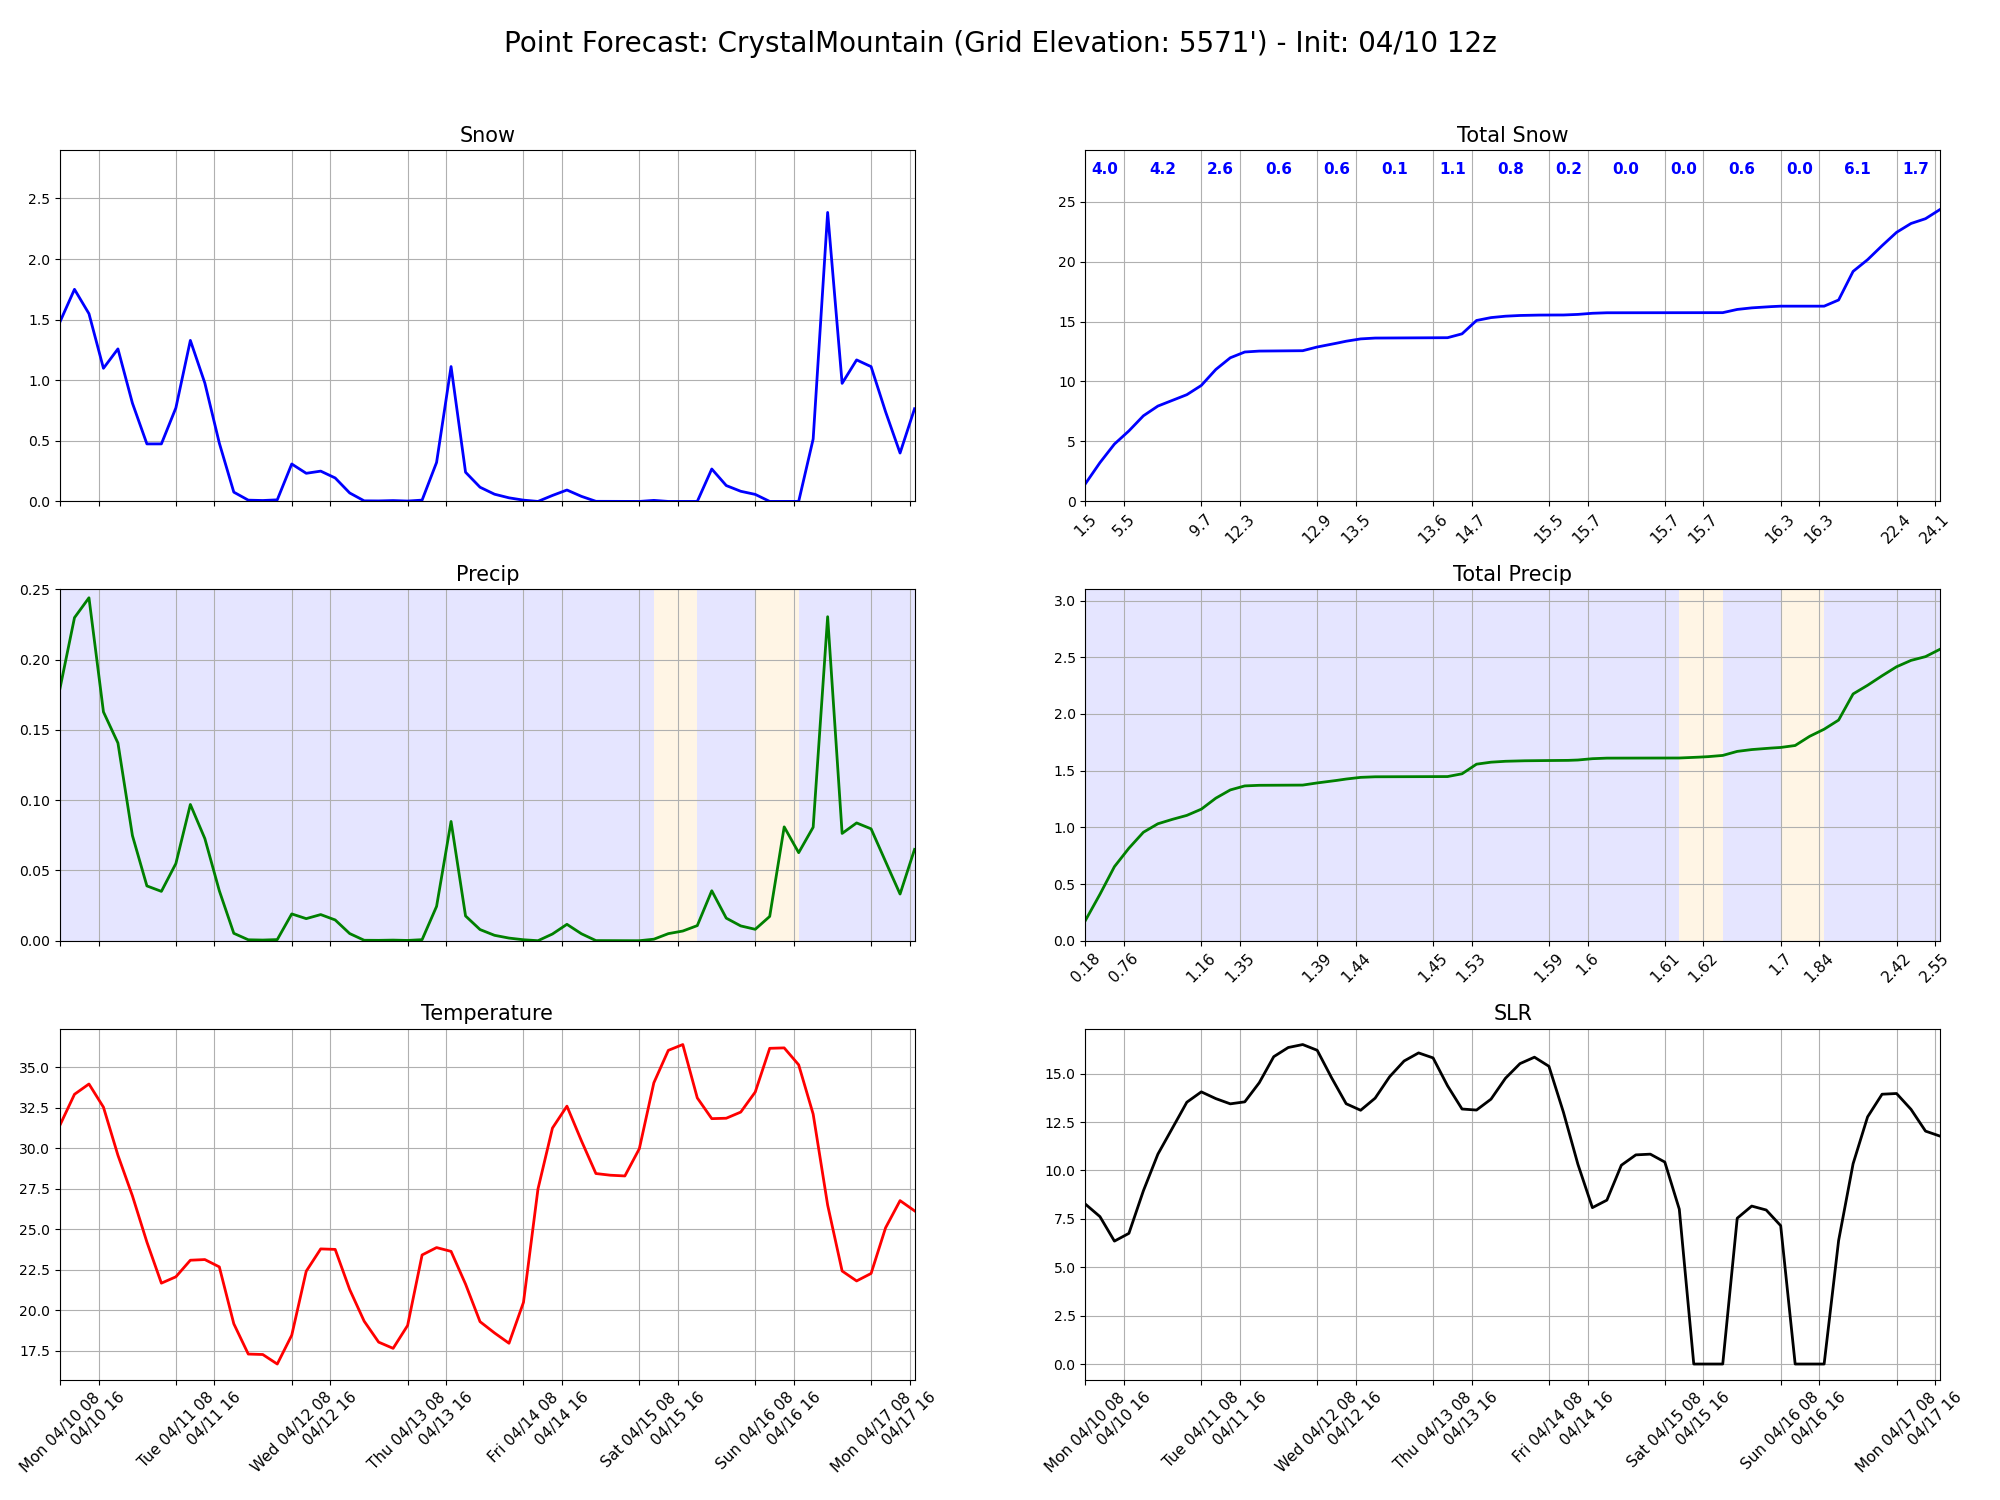 Point Forecast: CrystalMountain (Grid Elevation: 5571') - Init: 04/10 12z
Snow
2.5
2.0
1.5
1.0
0.5
0.0
Total Snow
4.0 4.2 2.6 0.6 0.6 0.1 1.1 0.8 0.2 0.0 0.0 0.6 0.0 6.1 1.7
25
20
15
10
5
0
1.5 5.5 9.7 12.3 12.9 13.5 13.6 14.7 15.5 15.7 15.7 15.7 16.3 16.3 22.4 24.1
Precip
0.25
0.20
0.15
0.10
0.05
0.00
Total Precip
3.0
2.5
2.0
1.5
1.0
0.5
0.0
0.18 0.76 1.16 1.35 1.39 1.44 1.45 1.53 1.59 1.6 1.61 1.62 1.7 1.84 2.42 2.55
Temperature
35.0
32.5
30.0
27.5
25.0
22.5
20.0
17.5
Mon 04/10 08
04/10 16
Tue 04/11 08
04/11 16
Wed 04/12 08
04/12 16
Thu 04/13 08
04/13 16
Fri 04/14 08
04/14 16
Sat 04/15 08
04/15 16
Sun 04/16 08
04/16 16
Mon 04/17 08
04/17 16
SLR
15.0
12.5
10.0
7.5
5.0
2.5
0.0
Mon 04/10 08
04/10 16
Tue 04/11 08
04/11 16
Wed 04/12 08
04/12 16
Thu 04/13 08
04/13 16
Fri 04/14 08
04/14 16
Sat 04/15 08
04/15 16
Sun 04/16 08
04/16 16
Mon 04/17 08
04/17 16